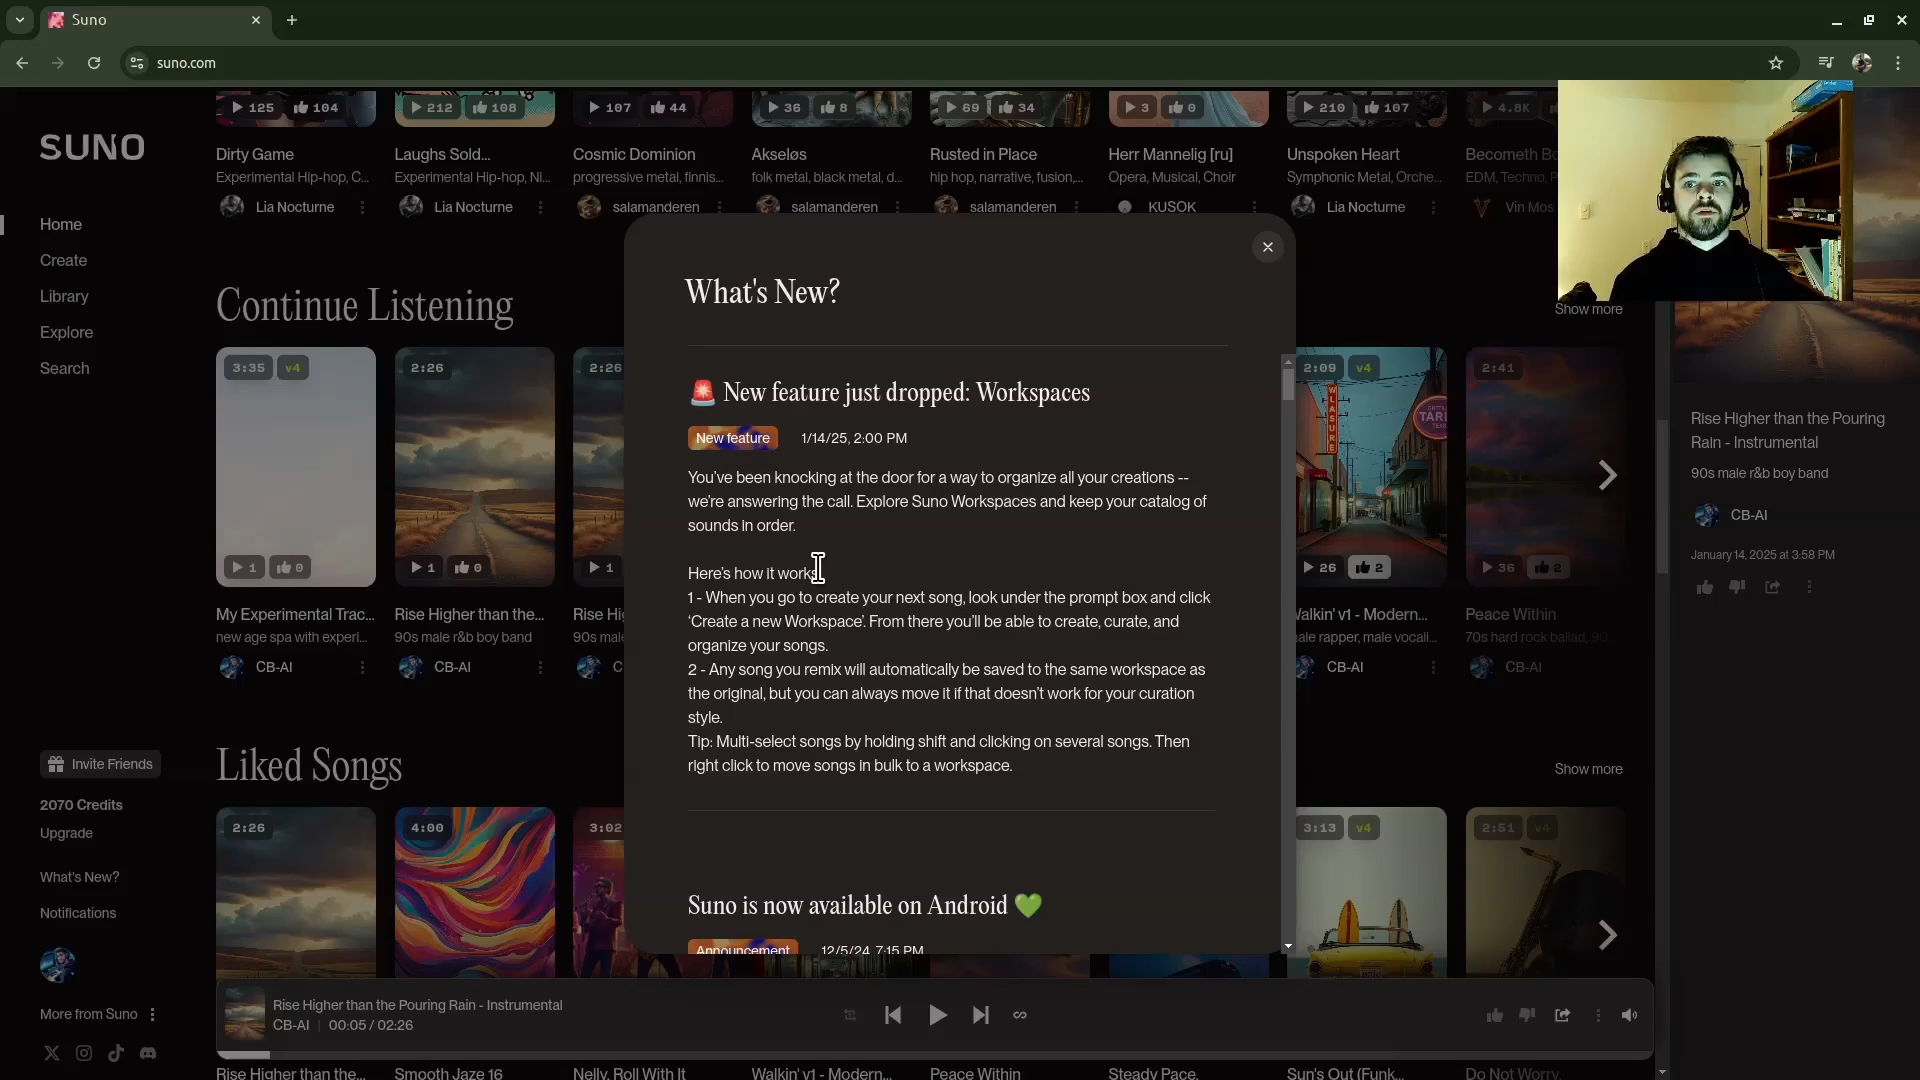 Suno
suno.com
SUNO
Home
Create
Library
Explore
Search
Invite Friends
2070 Credits
Upgrade
What's New?
Notifications
More from Suno
125 104
212 108
107 44
36 8
69 34
3 0
210 107
4.8K
Dirty Game
Experimental Hip-hop, C...
Lia Nocturne
Laughs Sold...
Experimental Hip-hop, Ni...
Lia Nocturne
Cosmic Dominion
progressive metal, finnis...
salamanderen
Akseløs
folk metal, black metal, d...
salamanderen
Rusted in Place
hip hop, narrative, fusion,...
salamanderen
Herr Mannelig [ru]
Opera, Musical, Choir
KUSOK
Unspoken Heart
Symphonic Metal, Orche...
Lia Nocturne
Becometh B
EDM, Techno, P
Vin Mos
Continue Listening
Show more
3:35 v4
1 0
My Experimental Trac...
new age spa with experi...
CB-AI
2:26
1 0
Rise Higher than the...
90s male r&b boy band
CB-AI
2:26
1
Rise Hi
90s ma
C
2:09 v4
26 2
Walkin' v1 - Modern...
male rapper, male vocali...
CB-AI
2:41
36 2
Peace Within
70s hard rock ballad, 90
CB-AI
What's New?
🚨 New feature just dropped: Workspaces
New feature 1/14/25, 2:00 PM
You've been knocking at the door for a way to organize all your creations --
we're answering the call. Explore Suno Workspaces and keep your catalog of
sounds in order.
Here's how it works
1 - When you go to create your next song, look under the prompt box and click
'Create a new Workspace'. From there you'll be able to create, curate, and
organize your songs.
2 - Any song you remix will automatically be saved to the same workspace as
the original, but you can always move it if that doesn't work for your curation
style.
Tip: Multi-select songs by holding shift and clicking on several songs. Then
right click to move songs in bulk to a workspace.
Suno is now available on Android 💚
Announcement 12/5/24, 7:15 PM
Liked Songs
Show more
2:26
4:00
3:02
3:13 v4
2:51 v4
Rise Higher than the Pouring Rain - Instrumental
CB-AI | 00:05 / 02:26
Rise Higher than the...
Smooth Jaze 16
Nelly, Roll With It
Walkin' v1 - Modern...
Peace Within
Steady Pace,
Sun's Out (Funk...
Do Not Worry,
Rise Higher than the Pouring
Rain - Instrumental
90s male r&b boy band
CB-AI
January 14, 2025 at 3:58 PM